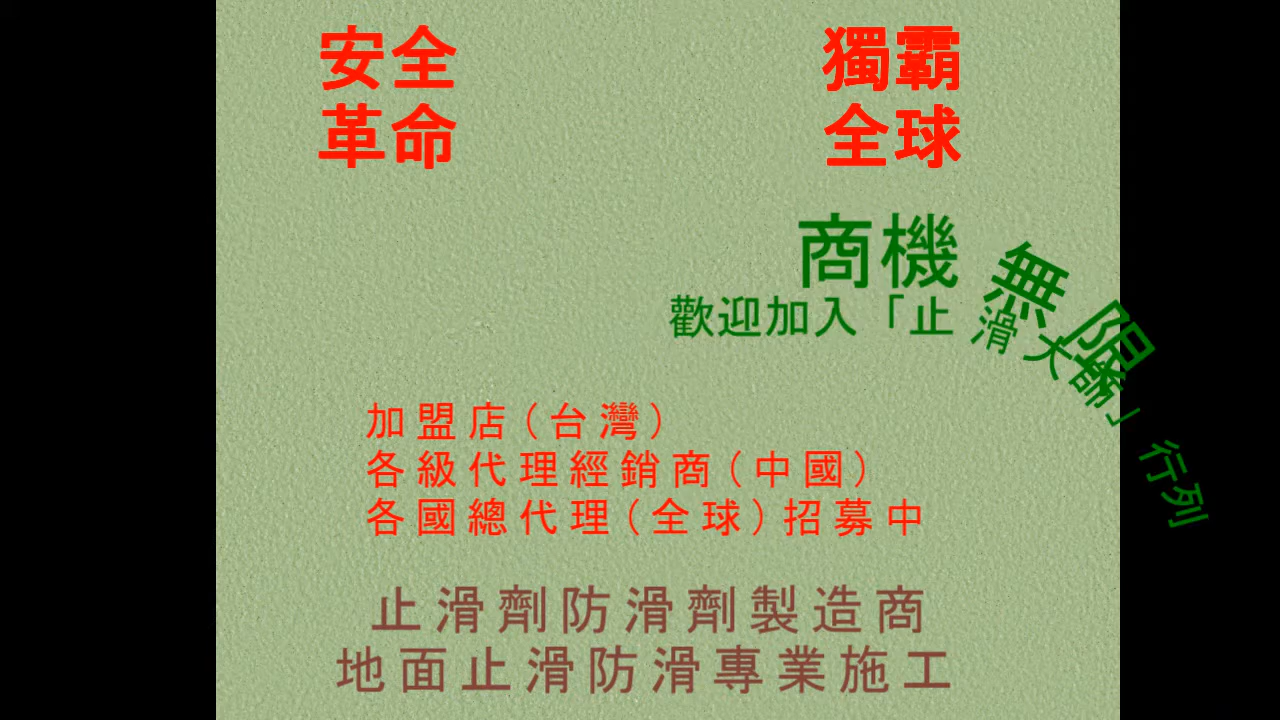 安全
革命
獨霸
全球
商機無限
歡迎加入「止滑大師」行列
加盟店(台灣)
各級代理經銷商(中國)
各國總代理(全球)招募中
止滑劑防滑劑製造商
地面止滑防滑專業施工